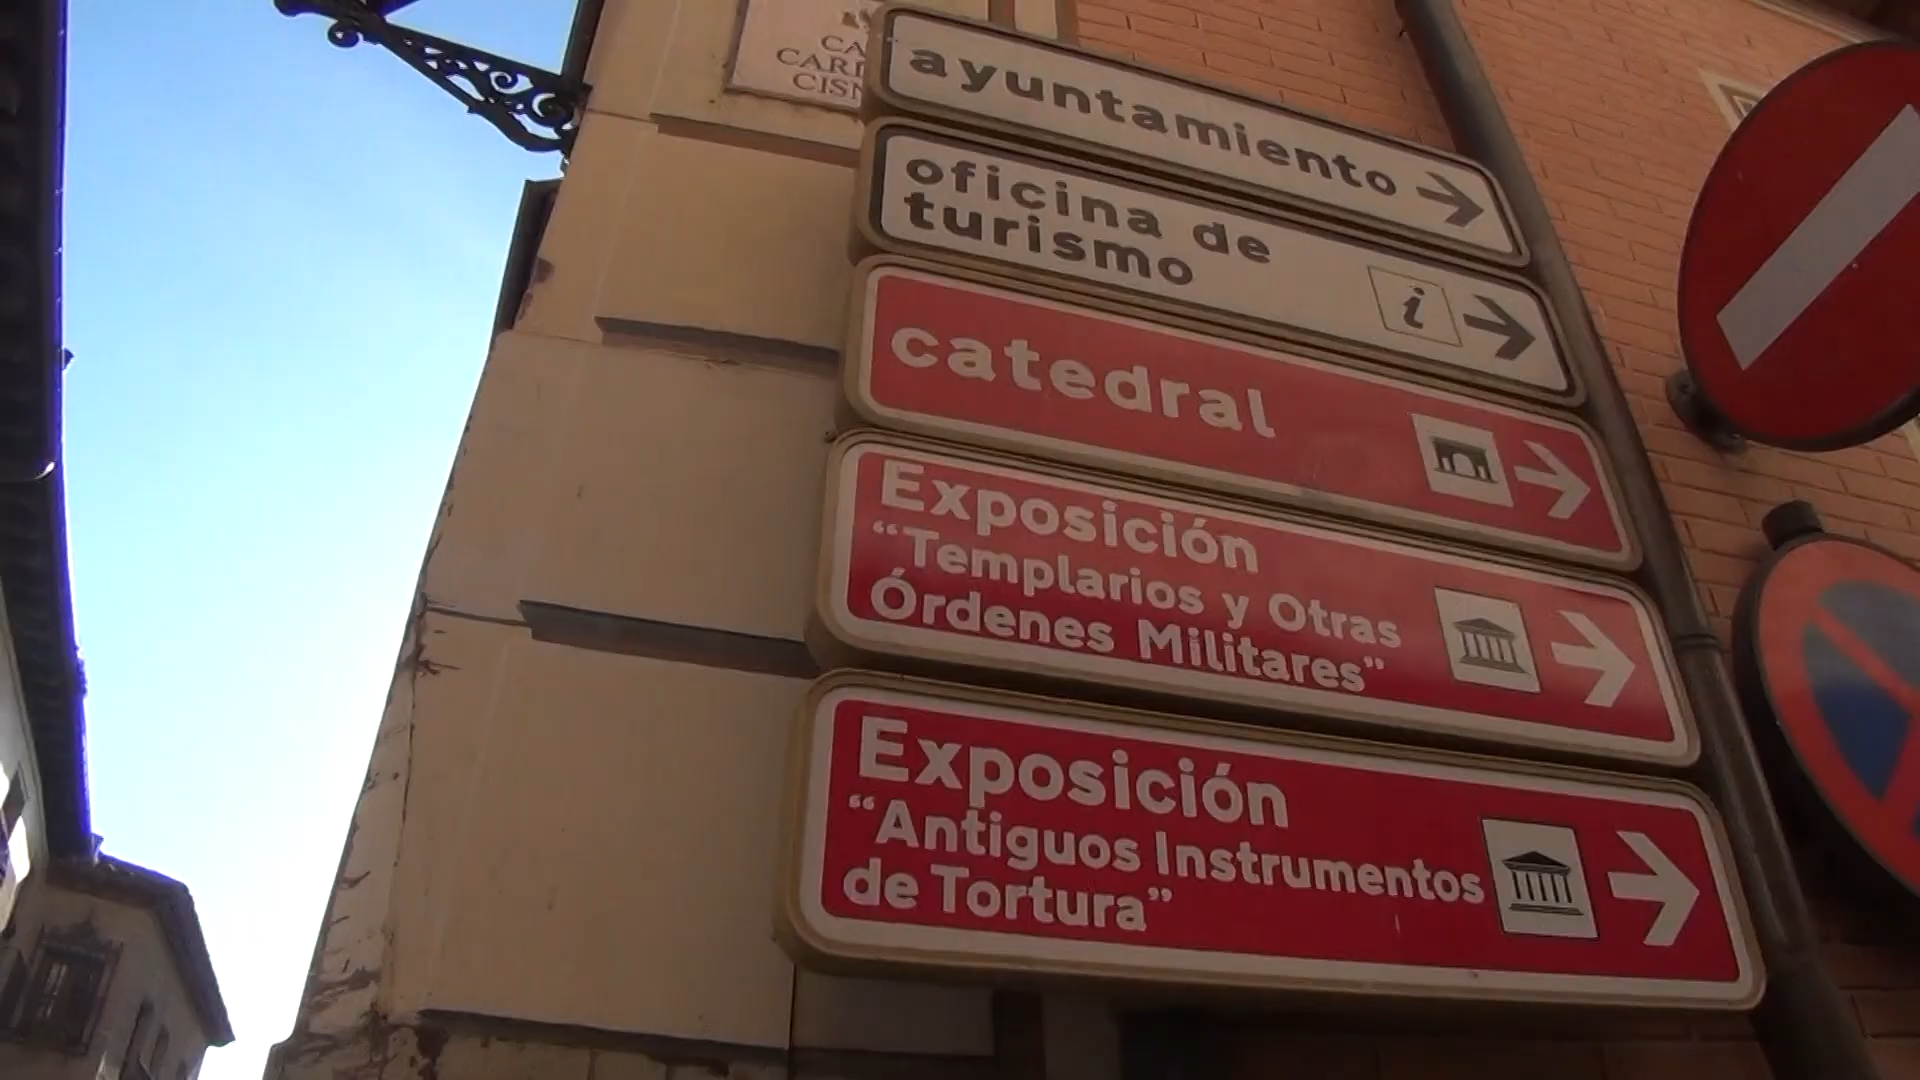 ayuntamiento
oficina de
turismo
i
catedral
Exposición
“Templarios y Otras
Órdenes Militares”
Exposición
“Antiguos Instrumentos
de Tortura”